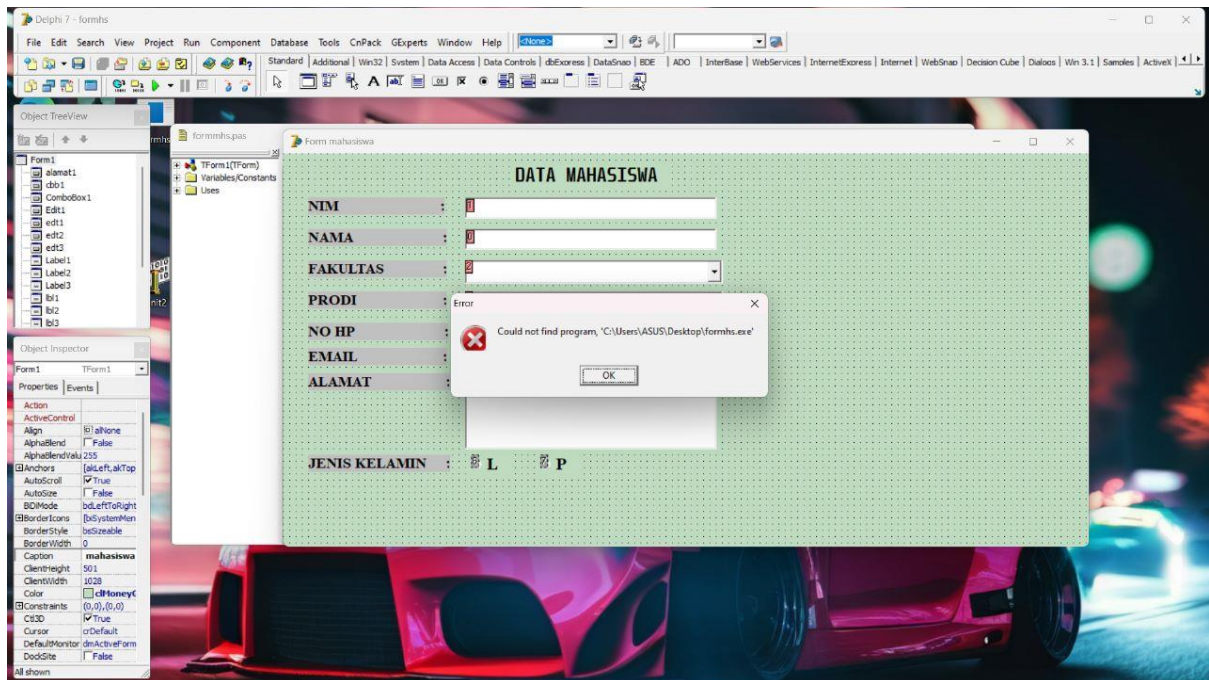 Delphi 7 - formhs
File Edit Search View Project Run Component Database Tools CnPack GExperts Window Help <None>
Standard Additional Win32 System Data Access Data Controls dbExpress DataSnap BDE ADO InterBase WebServices InternetExpress Internet WebSnap Decision Cube Dialogs Win 3.1 Samples ActiveX
Object TreeView
Form1
alamat1
cbb1
ComboBox1
Edit1
edt1
edt2
edt3
Label1
Label2
Label3
lbl1
lbl2
lbl3
formmhs.pas
TForm1(TForm)
Variables/Constants
Uses
Form mahasiswa
DATA MAHASISWA
NIM :
NAMA :
FAKULTAS :
PRODI :
NO HP :
EMAIL :
ALAMAT :
JENIS KELAMIN : L P
Error
Could not find program, 'C:\Users\ASUS\Desktop\formhs.exe'
OK
Object Inspector
Form1 TForm1
Properties Events
Action
ActiveControl
Align alNone
AlphaBlend False
AlphaBlendValu 255
Anchors [akLeft,akTop
AutoScroll True
AutoSize False
BiDiMode bdLeftToRight
BorderIcons [biSystemMen
BorderStyle bsSizeable
BorderWidth 0
Caption mahasiswa
ClientHeight 501
ClientWidth 1028
Color clMoneyG
Constraints (0,0),(0,0)
Ctl3D True
Cursor crDefault
DefaultMonitor dmActiveForm
DockSite False
All shown